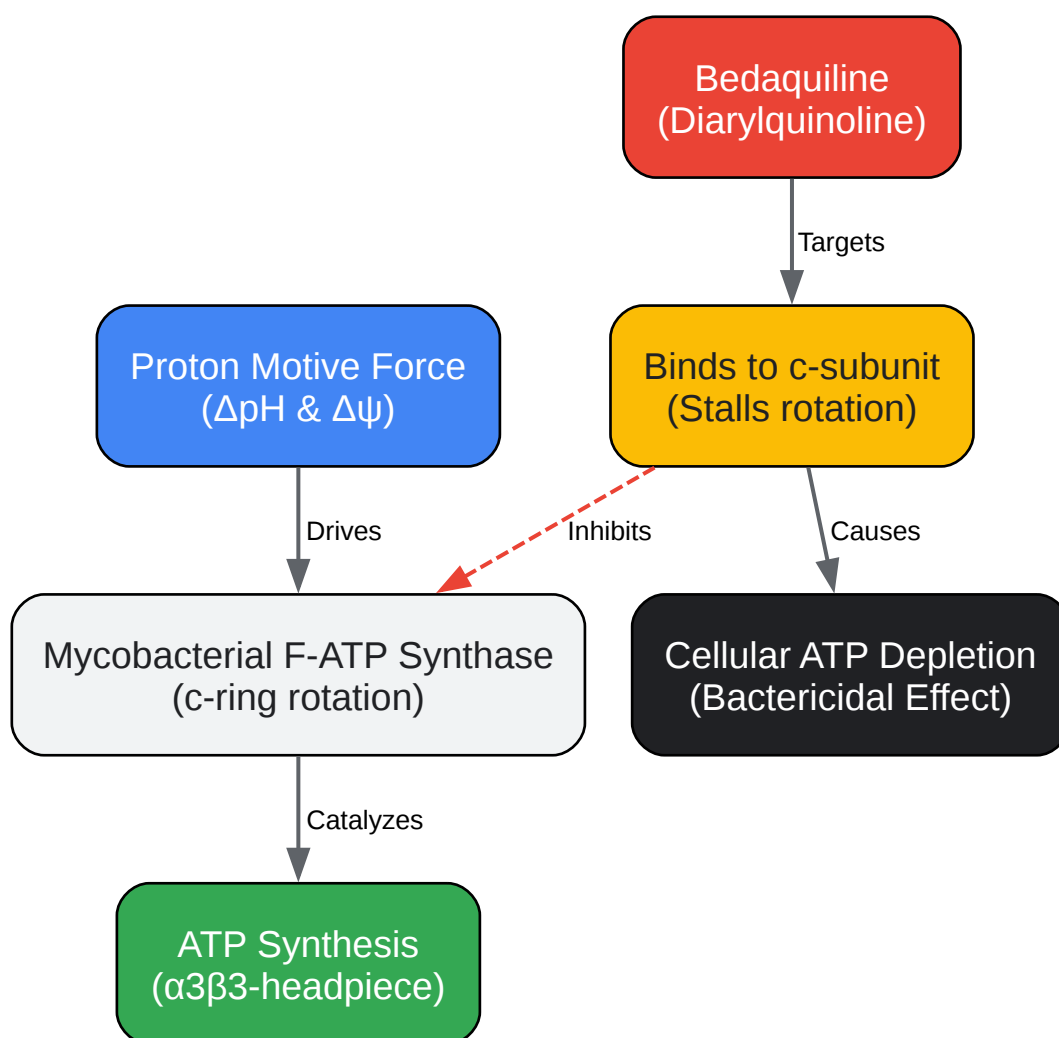 Bedaquiline
(Diarylquinoline)
Targets
Proton Motive Force
(ΔpH & Δψ)
Binds to c-subunit
(Stalls rotation)
Drives
Inhibits
Causes
Mycobacterial F-ATP Synthase
(c-ring rotation)
Cellular ATP Depletion
(Bactericidal Effect)
Catalyzes
ATP Synthesis
(α3β3-headpiece)